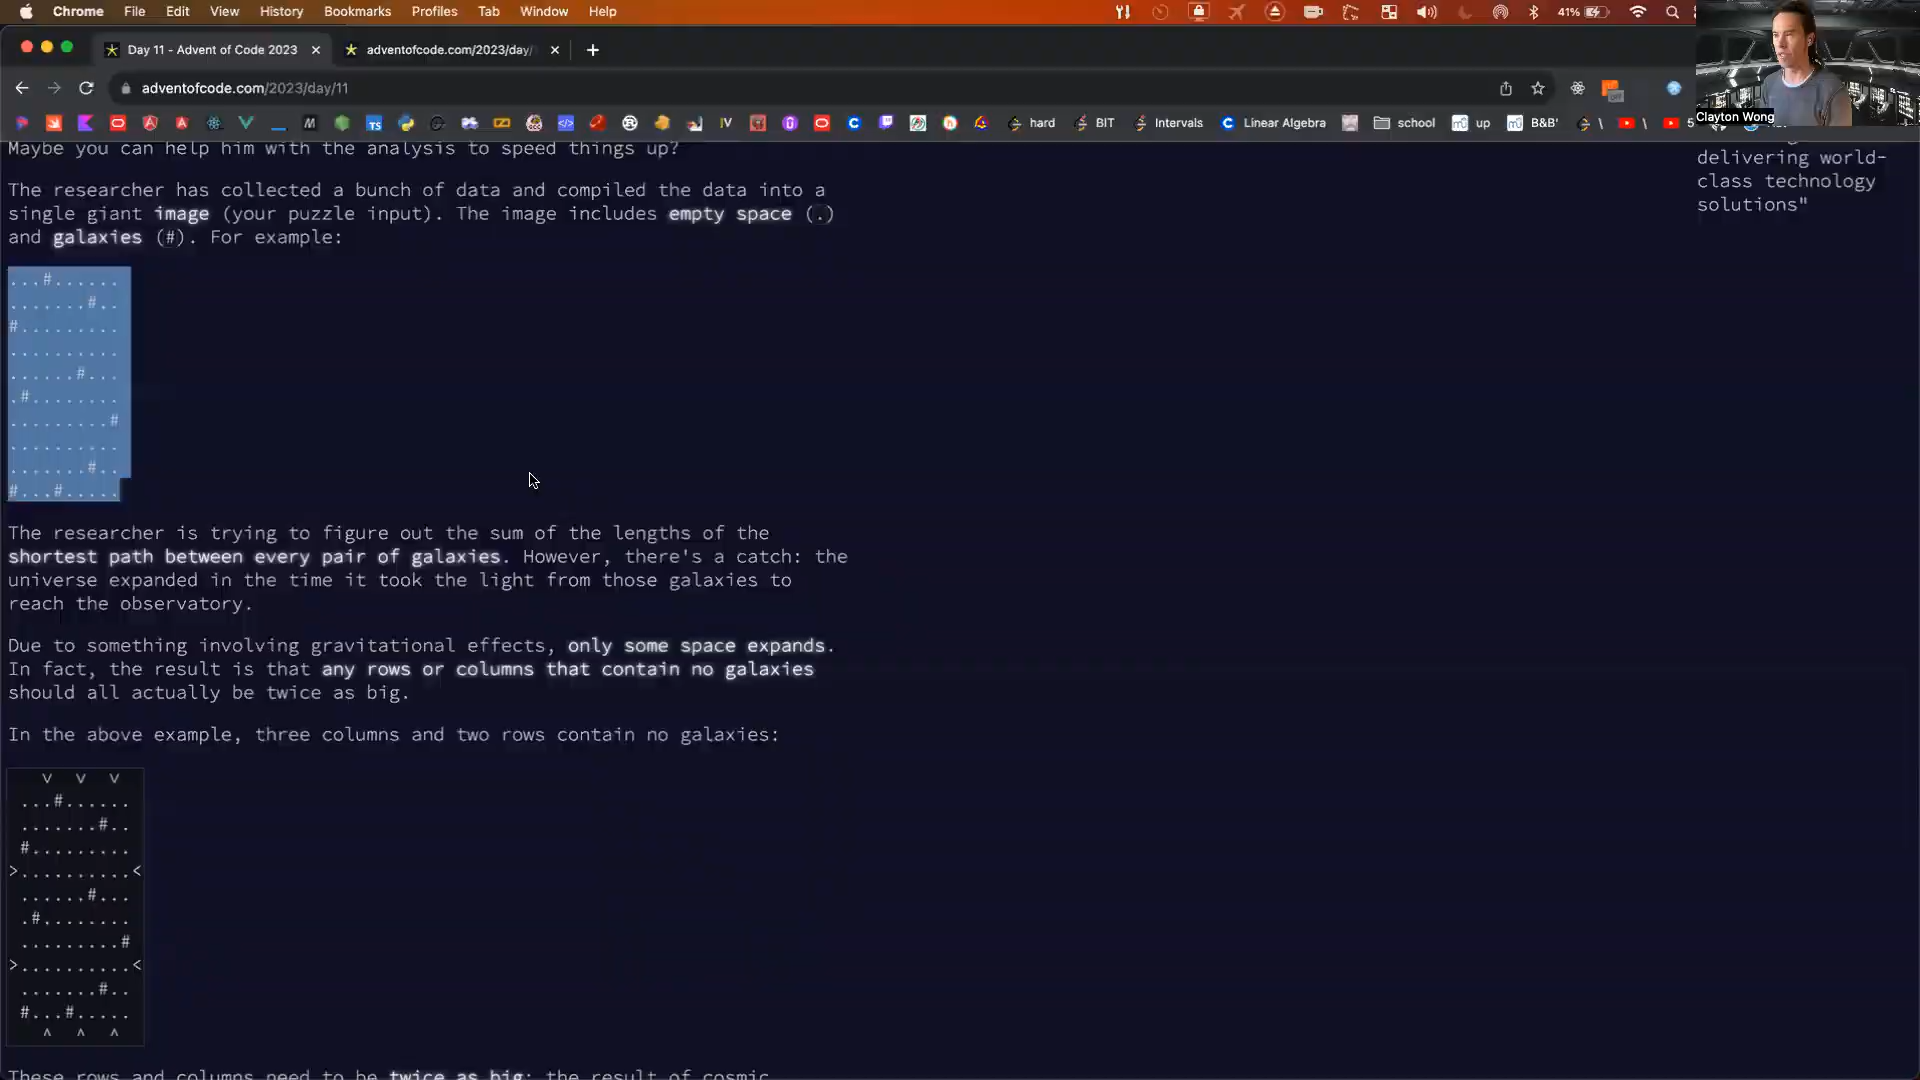 Chrome File Edit View History Bookmarks Profiles Tab Window Help 41%
Day 11 - Advent of Code 2023 adventofcode.com/2023/day/
adventofcode.com/2023/day/11
IV hard BIT Intervals Linear Algebra school up B&B'
Clayton Wong
Maybe you can help him with the analysis to speed things up?
The researcher has collected a bunch of data and compiled the data into a
single giant image (your puzzle input). The image includes empty space (.)
and galaxies (#). For example:
...#......
.......#..
#.........
..........
......#...
.#........
.........#
..........
.......#..
#...#.....
The researcher is trying to figure out the sum of the lengths of the
shortest path between every pair of galaxies. However, there's a catch: the
universe expanded in the time it took the light from those galaxies to
reach the observatory.
Due to something involving gravitational effects, only some space expands.
In fact, the result is that any rows or columns that contain no galaxies
should all actually be twice as big.
In the above example, three columns and two rows contain no galaxies:
   v  v  v
 ...#......
 .......#..
 #.........
>..........<
 ......#...
 .#........
 .........#
>..........<
 .......#..
 #...#.....
   ^  ^  ^
These rows and columns need to be twice as big; the result of cosmic
delivering world-
class technology
solutions"